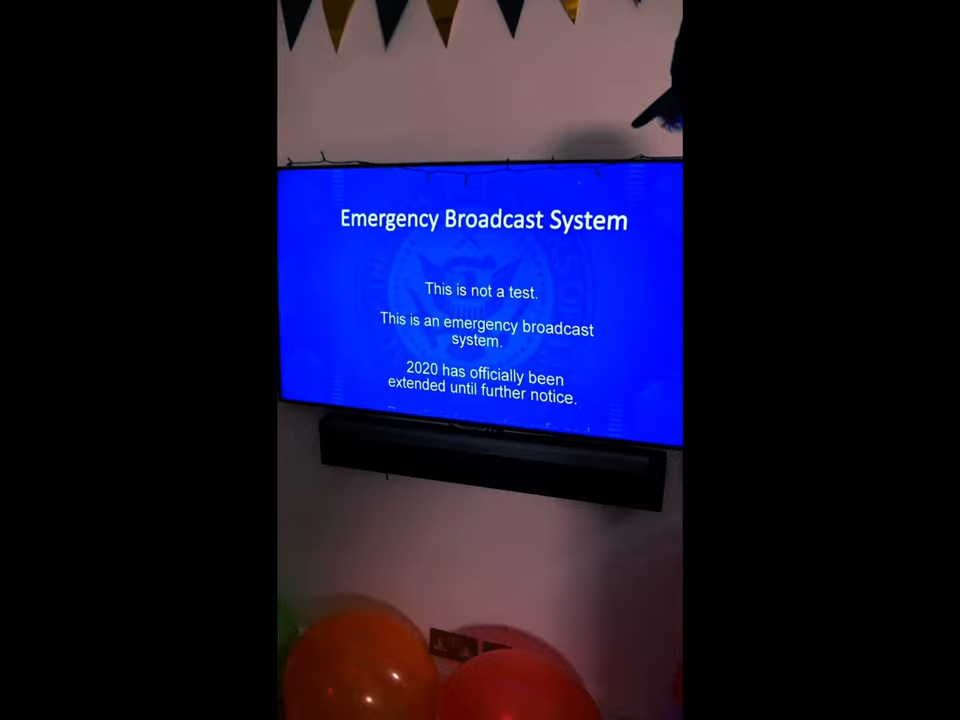 Emergency Broadcast System
This is not a test.
This is an emergency broadcast
system.
2020 has officially been
extended until further notice.